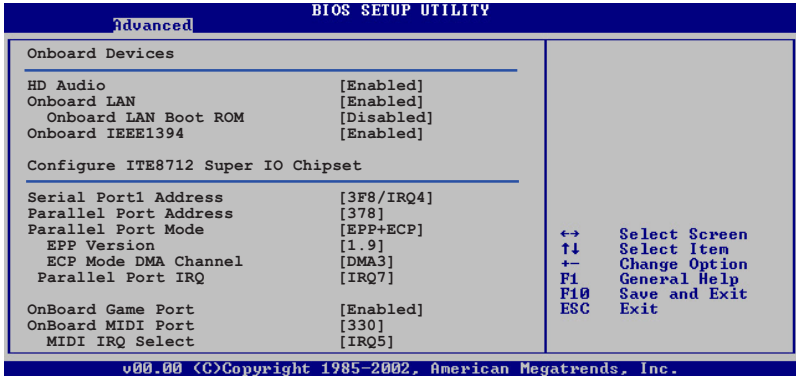 BIOS SETUP UTILITY
Advanced
Onboard Devices
HD Audio [Enabled]
Onboard LAN [Enabled]
Onboard LAN Boot ROM [Disabled]
Onboard IEEE1394 [Enabled]
Configure ITE8712 Super IO Chipset
Serial Port1 Address [3F8/IRQ4]
Parallel Port Address [378]
Parallel Port Mode [EPP+ECP]
EPP Version [1.9]
ECP Mode DMA Channel [DMA3]
Parallel Port IRQ [IRQ7]
OnBoard Game Port [Enabled]
OnBoard MIDI Port [330]
MIDI IRQ Select [IRQ5]
↔ Select Screen
↑↓ Select Item
+- Change Option
F1 General Help
F10 Save and Exit
ESC Exit
v00.00 (C)Copyright 1985-2002, American Megatrends, Inc.